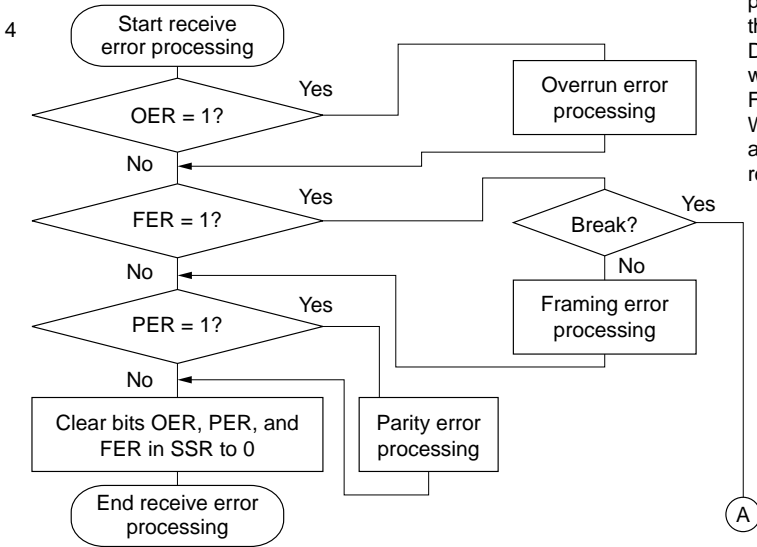 4
Start receive
error processing
OER = 1?
Yes
No
Overrun error
processing
FER = 1?
Yes
No
Break?
Yes
No
Framing error
processing
PER = 1?
Yes
No
Parity error
processing
Clear bits OER, PER, and
FER in SSR to 0
End receive error
processing
A